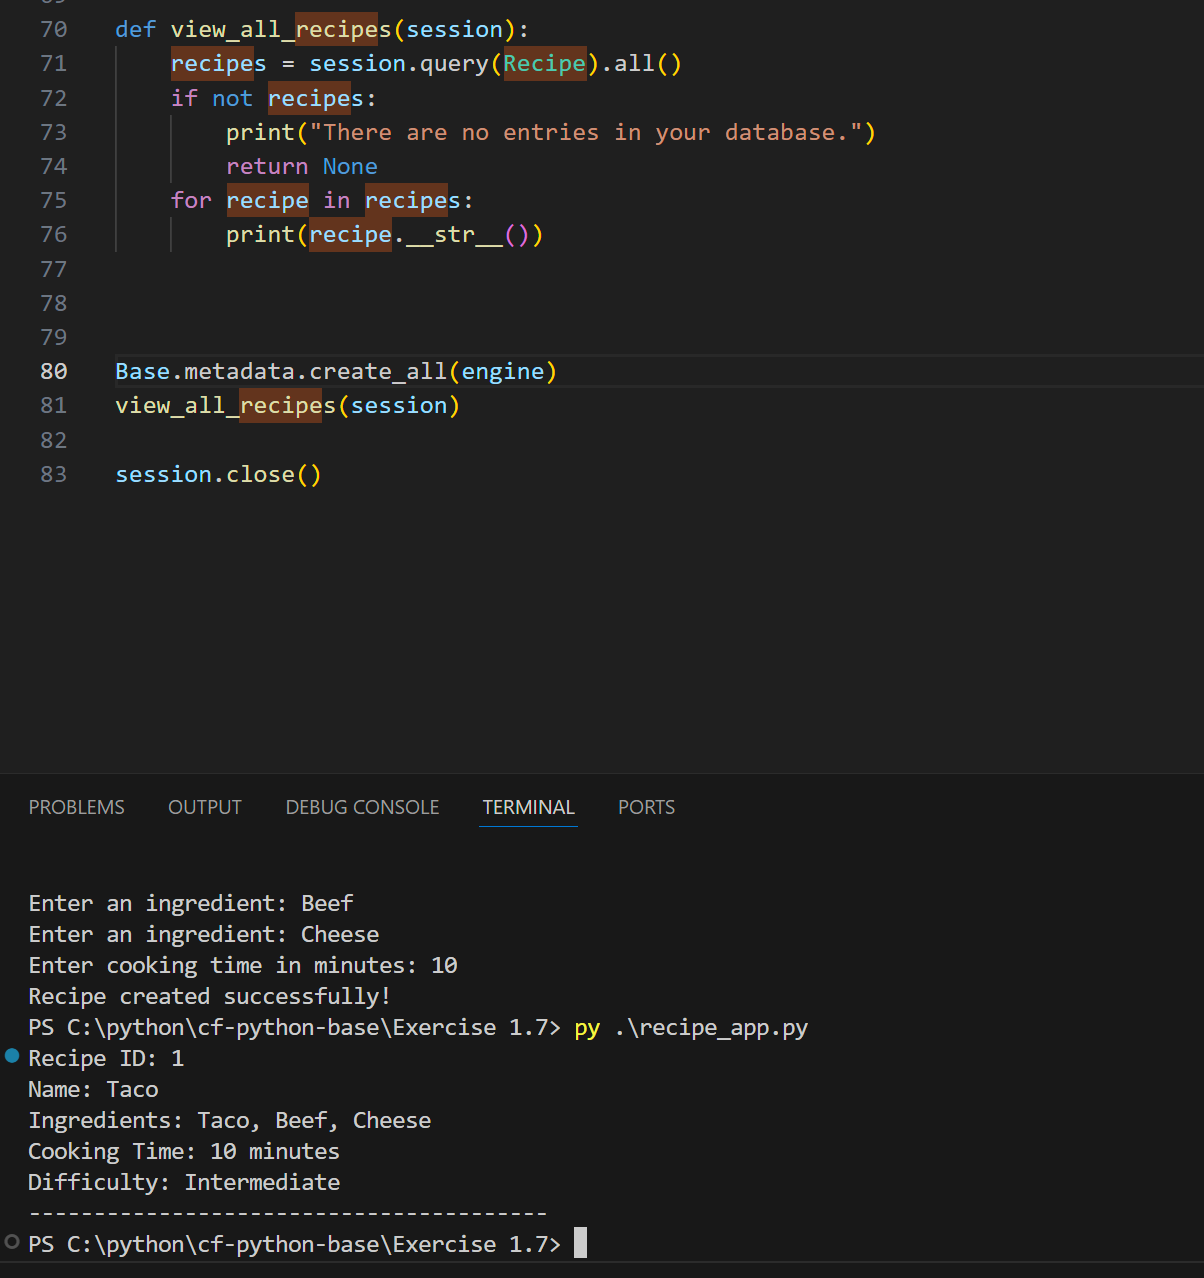 70 def view_all_recipes(session):
71 recipes = session.query(Recipe).all()
72 if not recipes:
73 print("There are no entries in your database.")
74 return None
75 for recipe in recipes:
76 print(recipe.__str__())
77
78
79
80 Base.metadata.create_all(engine)
81 view_all_recipes(session)
82
83 session.close()
PROBLEMS OUTPUT DEBUG CONSOLE TERMINAL PORTS
Enter an ingredient: Beef
Enter an ingredient: Cheese
Enter cooking time in minutes: 10
Recipe created successfully!
PS C:\python\cf-python-base\Exercise 1.7> py .\recipe_app.py
Recipe ID: 1
Name: Taco
Ingredients: Taco, Beef, Cheese
Cooking Time: 10 minutes
Difficulty: Intermediate
----------------------------------------
PS C:\python\cf-python-base\Exercise 1.7>